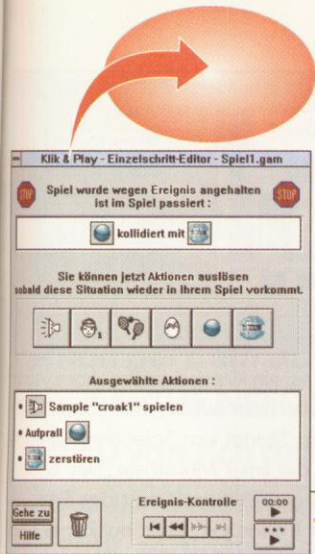 Klik & Play - Einzelschritt-Editor - Spiel1.gam
STOP
Spiel wurde wegen Ereignis angehalten
ist im Spiel passiert :
STOP
kollidiert mit
Sie können jetzt Aktionen auslösen
sobald diese Situation wieder in Ihrem Spiel vorkommt.
1
Ausgewählte Aktionen :
• Sample "croak1" spielen
• Aufprall
• zerstören
Gehe zu
Hilfe
Ereignis-Kontrolle
00:00